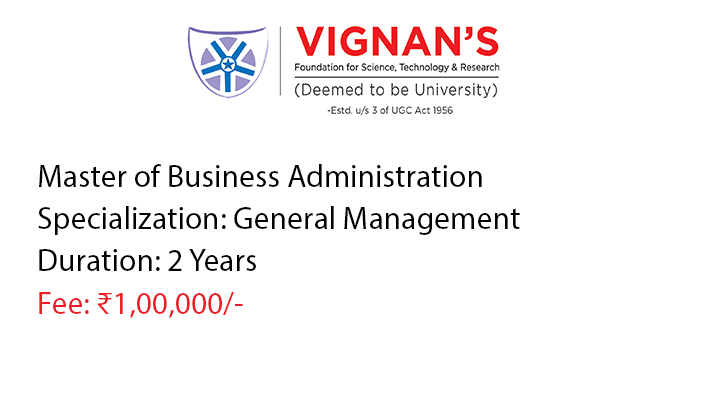 VIGNAN'S
Foundation for Science, Technology & Research
(Deemed to be University)
-Estd. u/s 3 of UGC Act 1956
Master of Business Administration
Specialization: General Management
Duration: 2 Years
Fee: ₹1,00,000/-